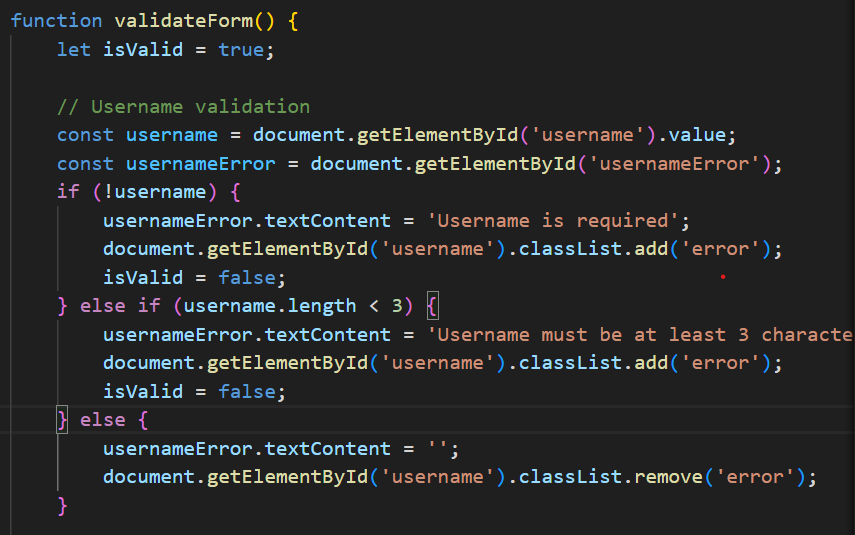 function validateForm() {
    let isValid = true;

    // Username validation
    const username = document.getElementById('username').value;
    const usernameError = document.getElementById('usernameError');
    if (!username) {
        usernameError.textContent = 'Username is required';
        document.getElementById('username').classList.add('error');
        isValid = false;
    } else if (username.length < 3) {
        usernameError.textContent = 'Username must be at least 3 characte
        document.getElementById('username').classList.add('error');
        isValid = false;
    } else {
        usernameError.textContent = '';
        document.getElementById('username').classList.remove('error');
    }